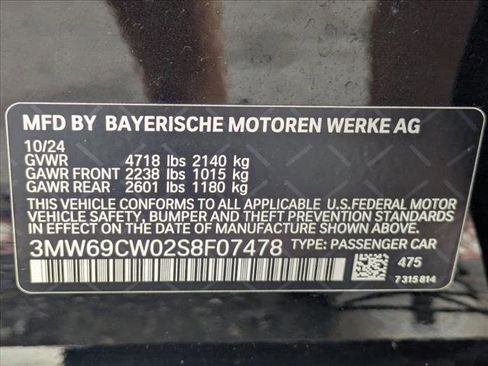 MFD BY BAYERISCHE MOTOREN WERKE AG
10/24
GVWR 4718 lbs 2140 kg
GAWR FRONT 2238 lbs 1015 kg
GAWR REAR 2601 lbs 1180 kg
THIS VEHICLE CONFORMS TO ALL APPLICABLE U.S.FEDERAL MOTOR
VEHICLE SAFETY, BUMPER AND THEFT PREVENTION STANDARDS
IN EFFECT ON THE DATE OF MANUFACTURE SHOWN ABOVE.
3MW69CW02S8F07478 TYPE: PASSENGER CAR
475
7 315 814